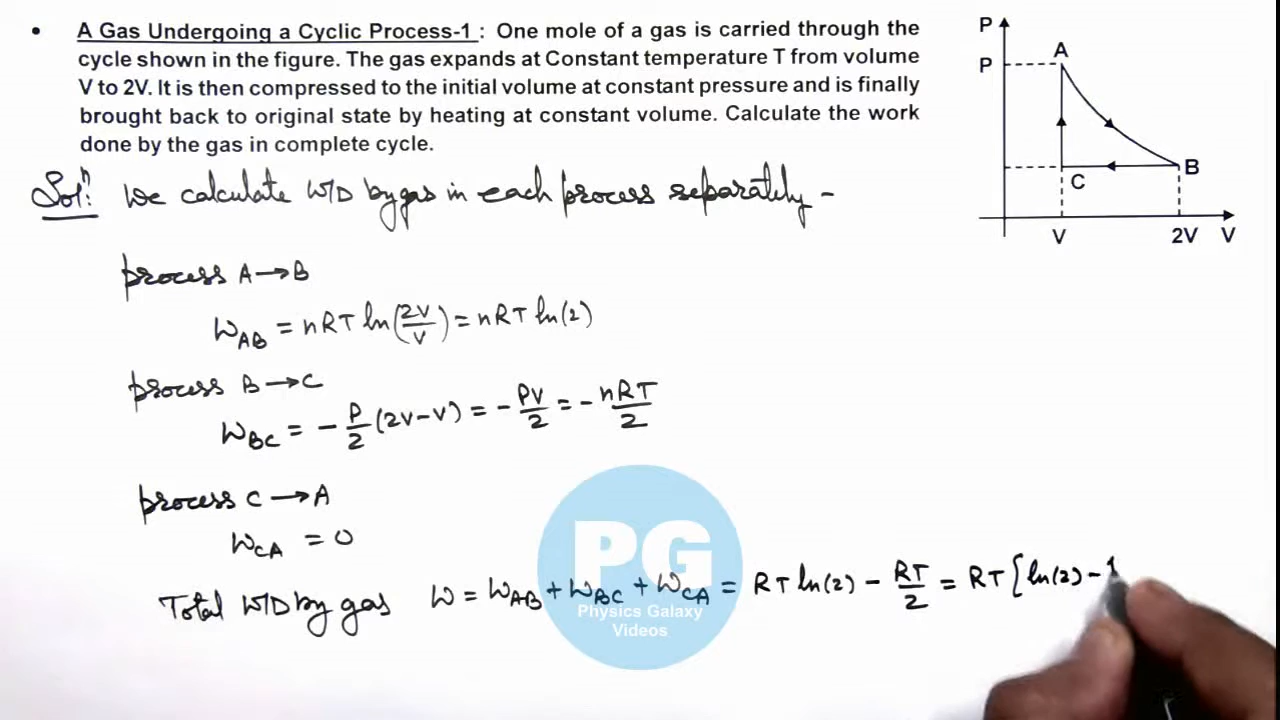 • A Gas Undergoing a Cyclic Process-1 : One mole of a gas is carried through the
cycle shown in the figure. The gas expands at Constant temperature T from volume
V to 2V. It is then compressed to the initial volume at constant pressure and is finally
brought back to original state by heating at constant volume. Calculate the work
done by the gas in complete cycle.
P
A
P
B
C
V 2V V
Solⁿ: We calculate W/D by gas in each process separately –
process A→B
W_AB = nRT ln(2V/V) = nRT ln(2)
process B→C
W_BC = -P/2 (2V-V) = -PV/2 = -nRT/2
process C→A
W_CA = 0
Total W/D by gas W = W_AB + W_BC + W_CA = RT ln(2) - RT/2 = RT[ln(2) - 1
PG
Physics Galaxy
Videos